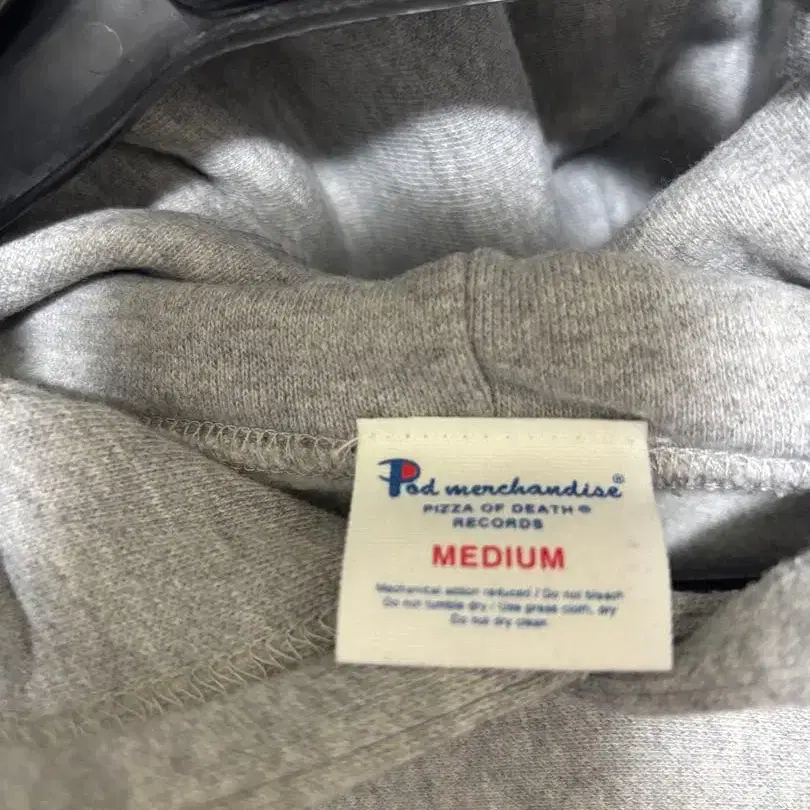 Pod merchandise®
PIZZA OF DEATH®
RECORDS
MEDIUM
Mechanical action reduced / Do not bleach
Do not tumble dry / Use press cloth, dry
Do not dry clean